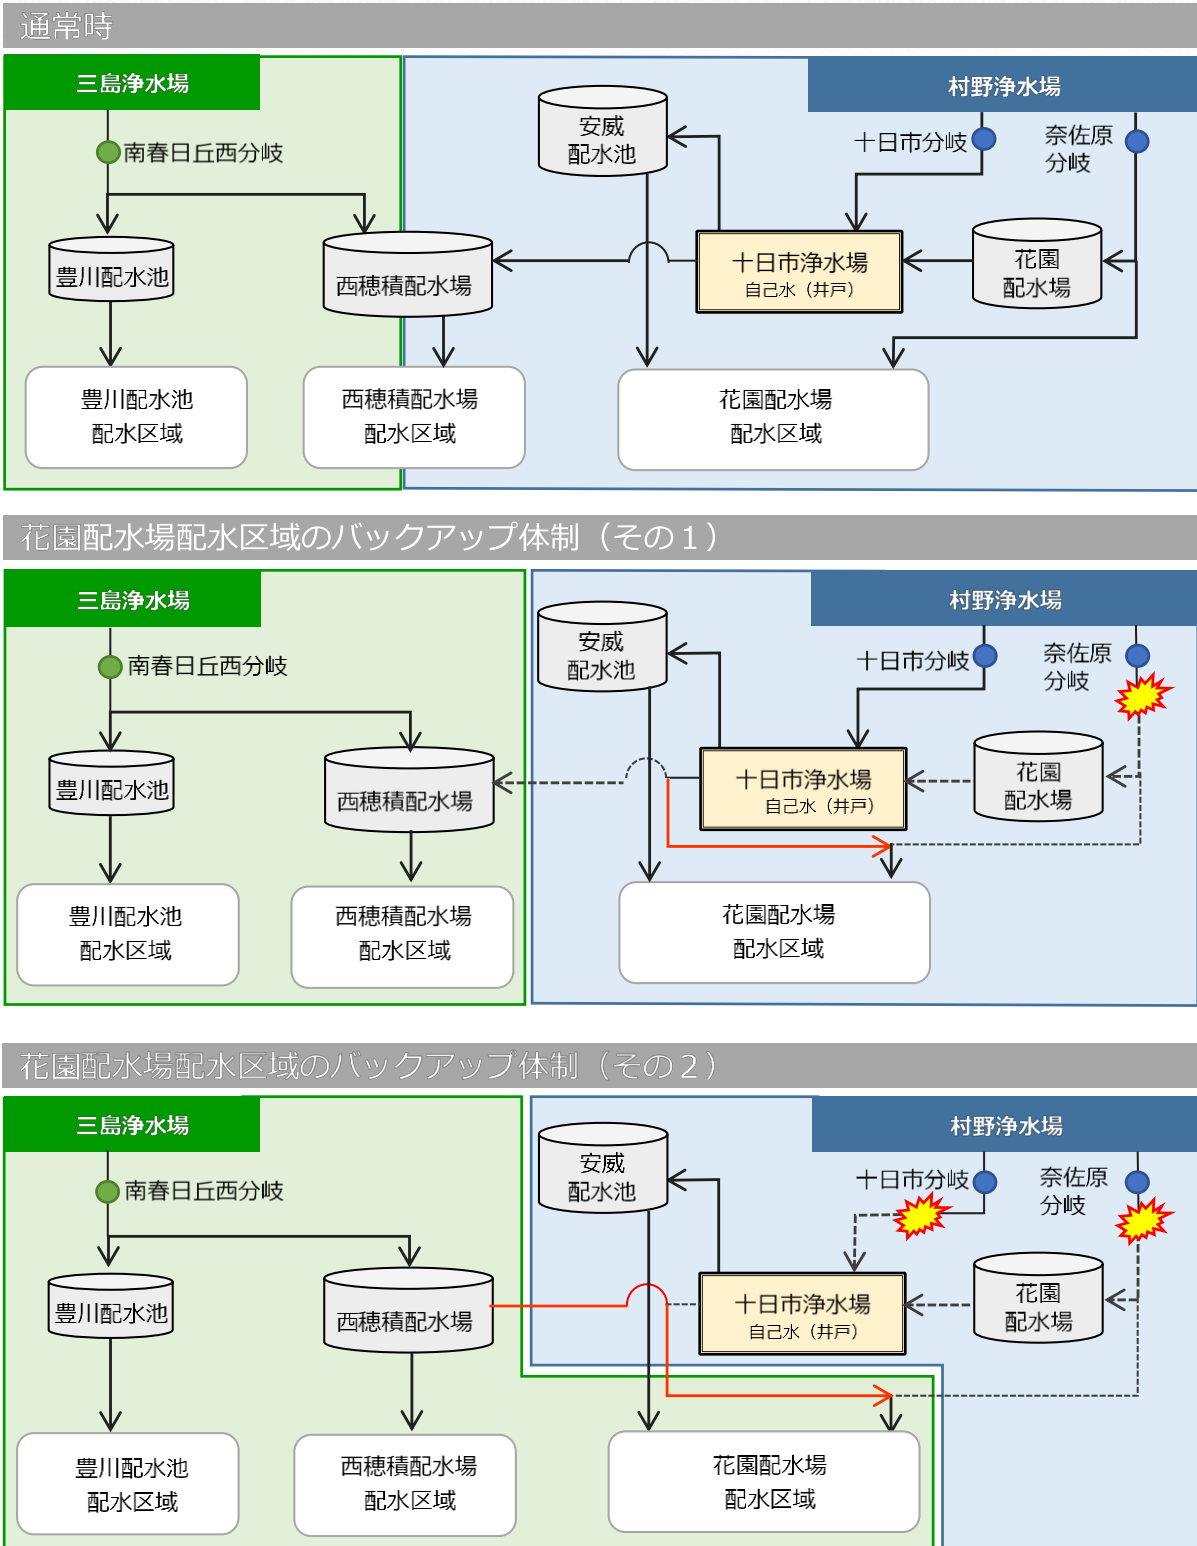 通常時
三島浄水場
村野浄水場
安威
配水池
十日市分岐
奈佐原
分岐
南春日丘西分岐
豊川配水池
西穂積配水場
十日市浄水場
自己水（井戸）
花園
配水場
豊川配水池
配水区域
西穂積配水場
配水区域
花園配水場
配水区域
花園配水場配水区域のバックアップ体制（その１）
三島浄水場
村野浄水場
安威
配水池
十日市分岐
奈佐原
分岐
南春日丘西分岐
豊川配水池
西穂積配水場
十日市浄水場
自己水（井戸）
花園
配水場
豊川配水池
配水区域
西穂積配水場
配水区域
花園配水場
配水区域
花園配水場配水区域のバックアップ体制（その２）
三島浄水場
村野浄水場
安威
配水池
十日市分岐
奈佐原
分岐
南春日丘西分岐
豊川配水池
西穂積配水場
十日市浄水場
自己水（井戸）
花園
配水場
豊川配水池
配水区域
西穂積配水場
配水区域
花園配水場
配水区域